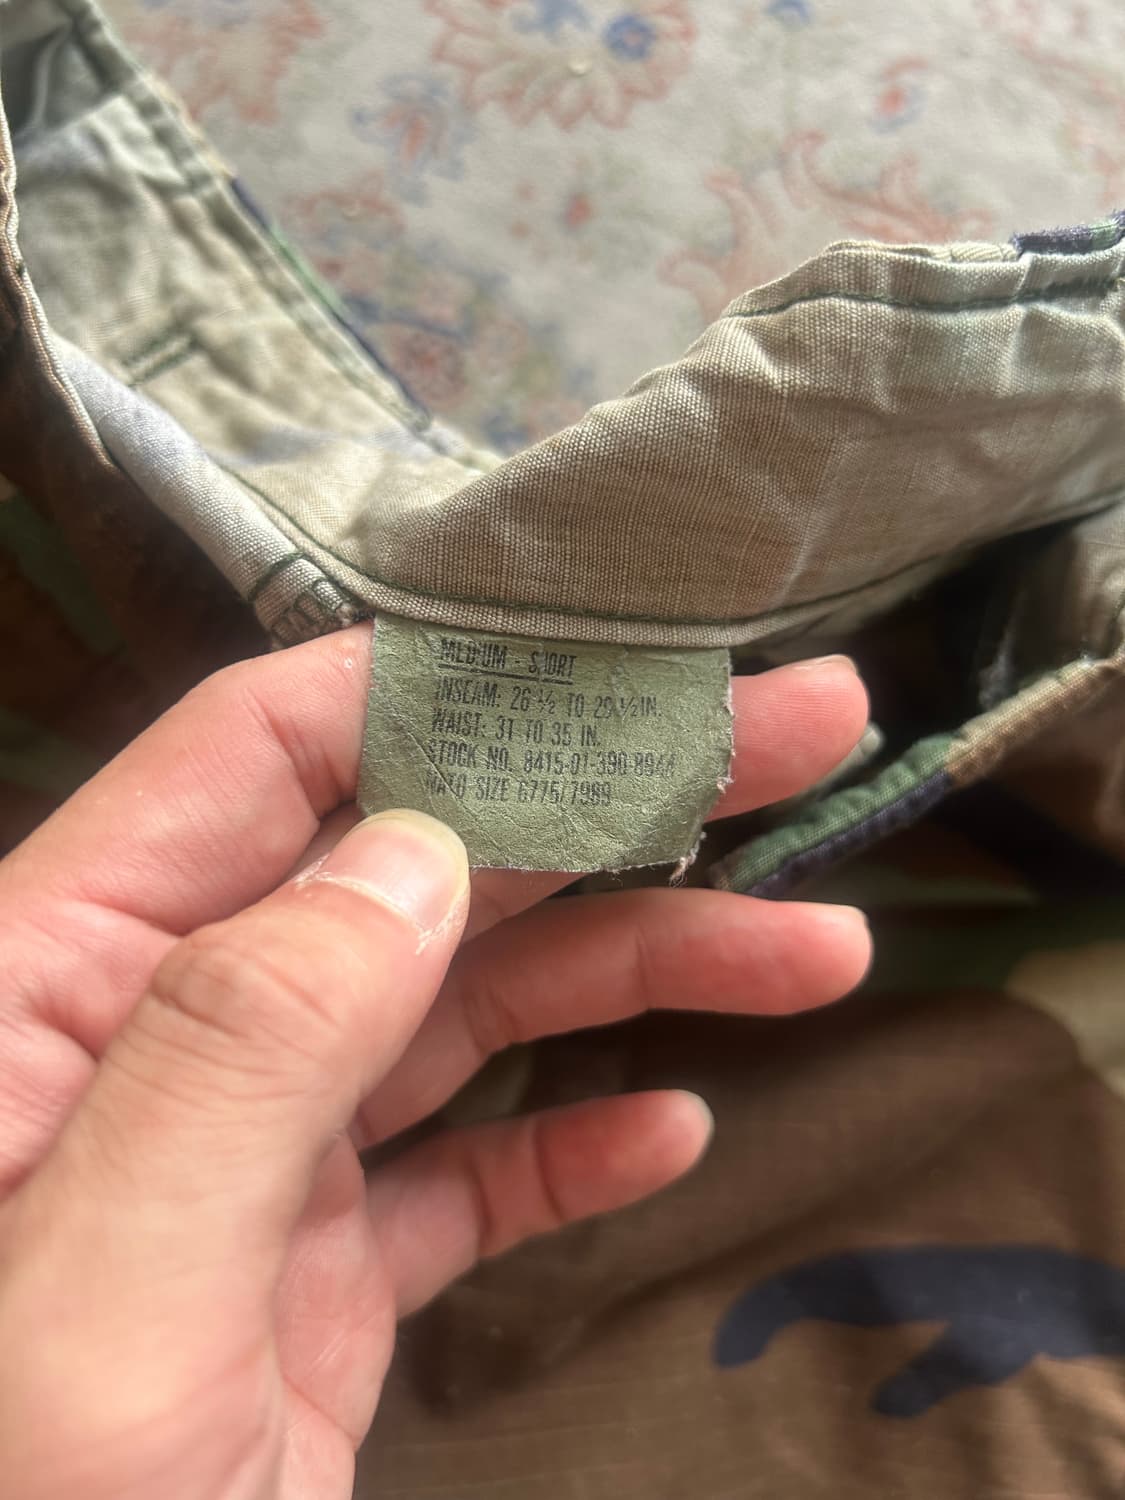 MEDIUM - SHORT
INSEAM: 26 ½ TO 29 ½ IN.
WAIST: 31 TO 35 IN.
STOCK NO. 8415-01-390-8944
NATO SIZE 6775/7989